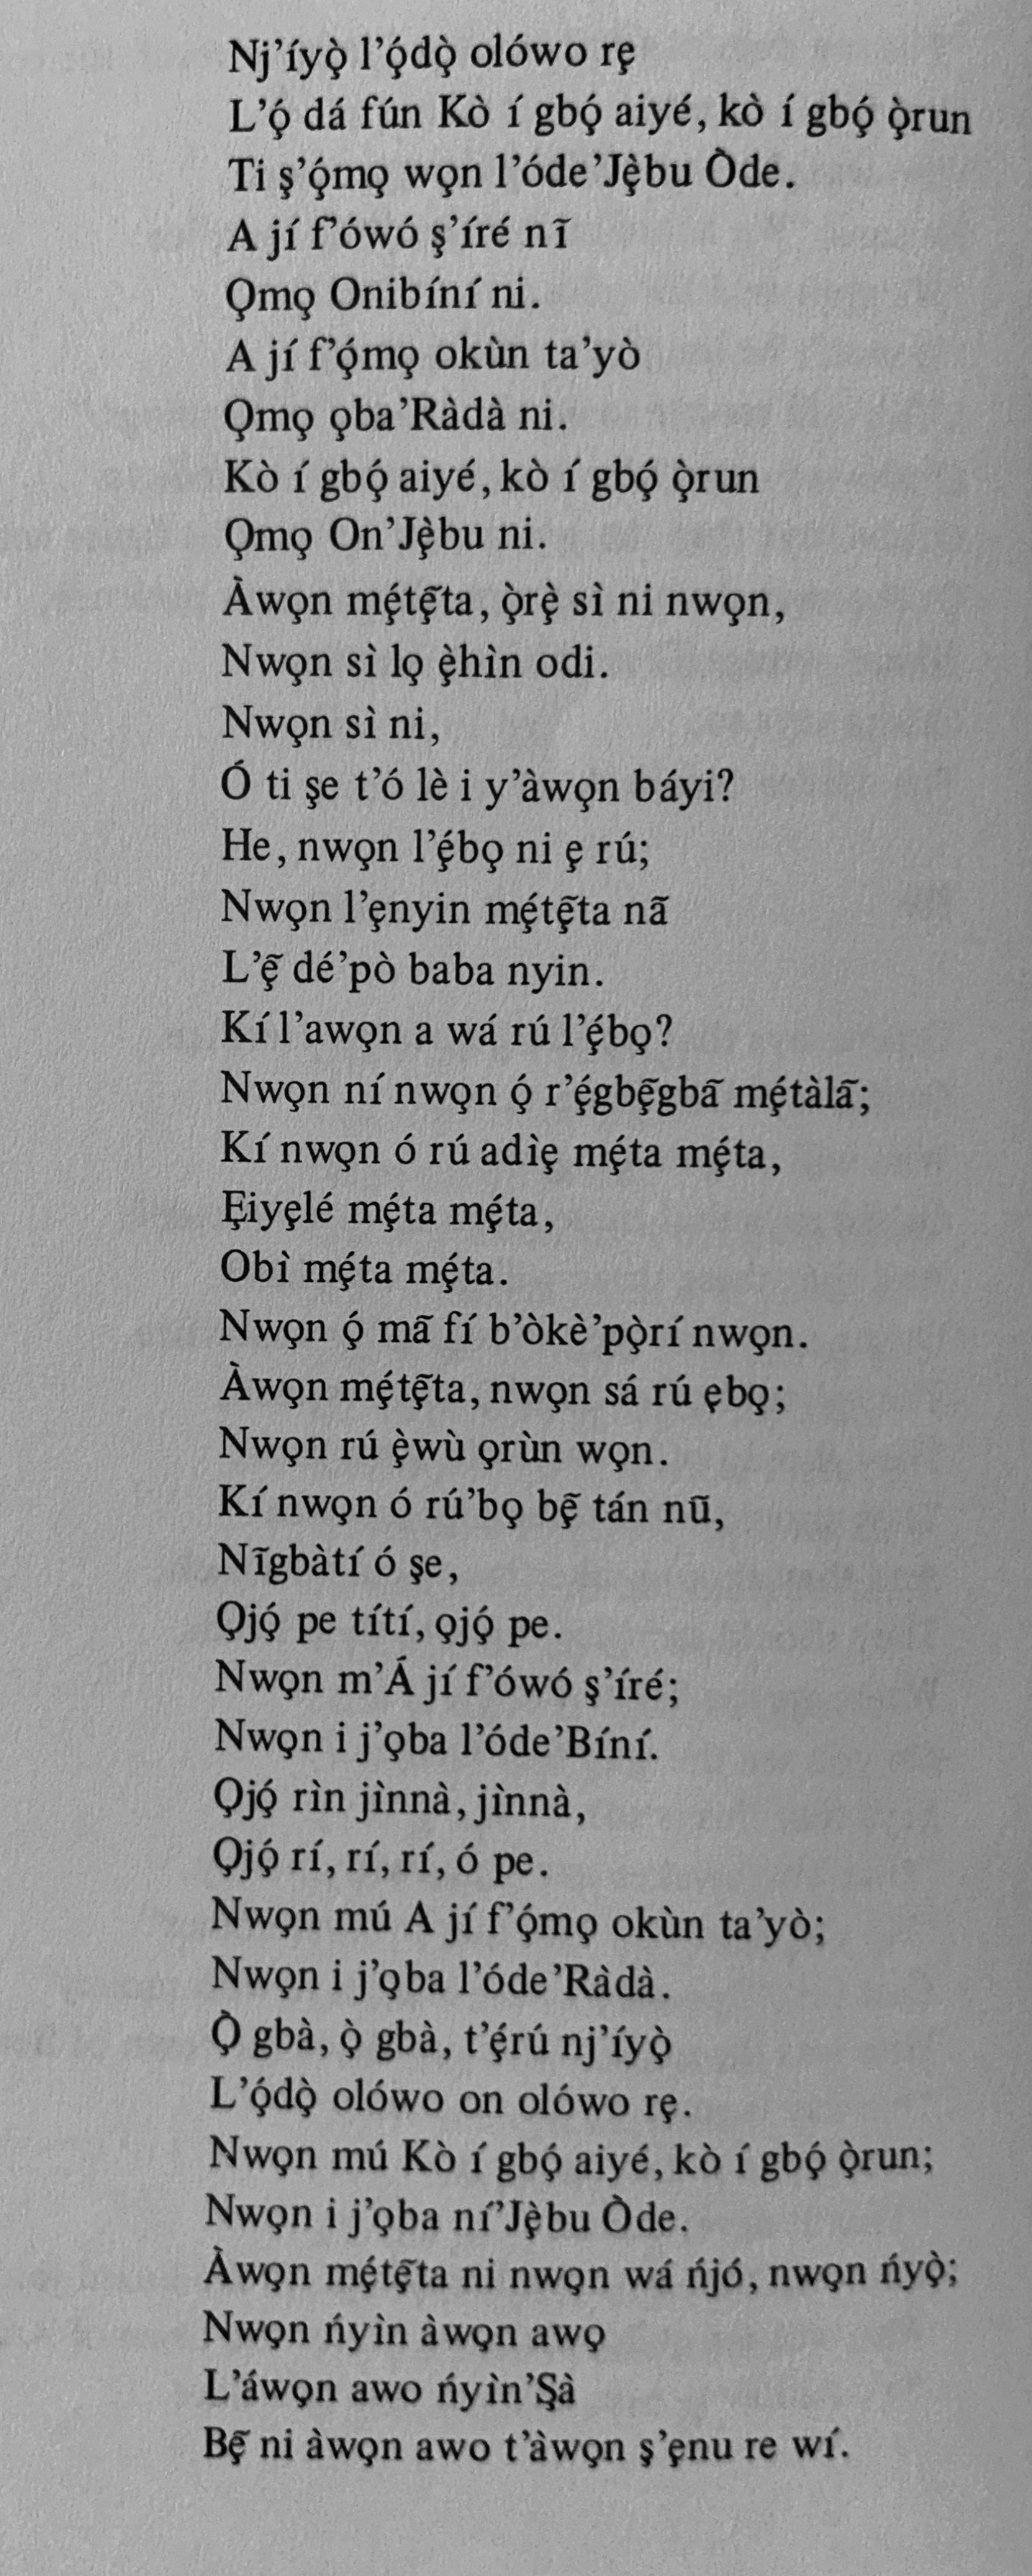 Nj’íyọ̀ l’ọ́dọ̀ olówo rẹ
L’ọ́ dá fún Kò í gbọ́ aiyé, kò í gbọ́ ọ̀run
Ti ṣ’ọ́mọ wọn l’óde’Jẹ̀bu Òde.
A jí f’ówó ṣ’íré nĩ
Ọmọ Onibíní ni.
A jí f’ọ́mọ okùn ta’yò
Ọmọ ọba’Ràdà ni.
Kò í gbọ́ aiyé, kò í gbọ́ ọ̀run
Ọmọ On’Jẹ̀bu ni.
Àwọn mẹ́tẹ̃ta, ọ̀rẹ̀ sì ni nwọn,
Nwọn sì lọ ẹ̀hìn odi.
Nwọn sì ni,
Ó ti ṣe t’ó lè i y’àwọn báyi?
He, nwọn l’ẹ́bọ ni ẹ rú;
Nwọn l’ẹnyin mẹ́tẹ̃ta nã
L’ẹ̃ dé’pò baba nyin.
Kí l’awọn a wá rú l’ẹ́bọ?
Nwọn ní nwọn ọ́ r’ẹ́gbẹ̃gbã mẹ́tàlã;
Kí nwọn ó rú adìẹ mẹ́ta mẹ́ta,
Ẹiyẹlé mẹ́ta mẹ́ta,
Obì mẹ́ta mẹ́ta.
Nwọn ọ́ mã fí b’òkè’pọ̀rí nwọn.
Àwọn mẹ́tẹ̃ta, nwọn sá rú ẹbọ;
Nwọn rú ẹ̀wù ọrùn wọn.
Kí nwọn ó rú’bọ bẹ̃ tán nũ,
Nĩgbàtí ó ṣe,
Ọjọ́ pe títí, ọjọ́ pe.
Nwọn m’Á jí f’ówó ṣ’íré;
Nwọn i j’ọba l’óde’Bíní.
Ọjọ́ rìn jìnnà, jìnnà,
Ọjọ́ rí, rí, rí, ó pe.
Nwọn mú A jí f’ọ́mọ okùn ta’yò;
Nwọn i j’ọba l’óde’Ràdà.
Ọ̀ gbà, ọ̀ gbà, t’ẹ́rú nj’íyọ̀
L’ọ́dọ̀ olówo on olówo rẹ.
Nwọn mú Kò í gbọ́ aiyé, kò í gbọ́ ọ̀run;
Nwọn i j’ọba ní’Jẹ̀bu Òde.
Àwọn mẹ́tẹ̃ta ni nwọn wá ńjó, nwọn ńyọ̀;
Nwọn ńyìn àwọn awọ
L’áwọn awo ńyìn’Ṣà
Bẹ̃ ni àwọn awo t’àwọn ṣ’ẹnu re wí.